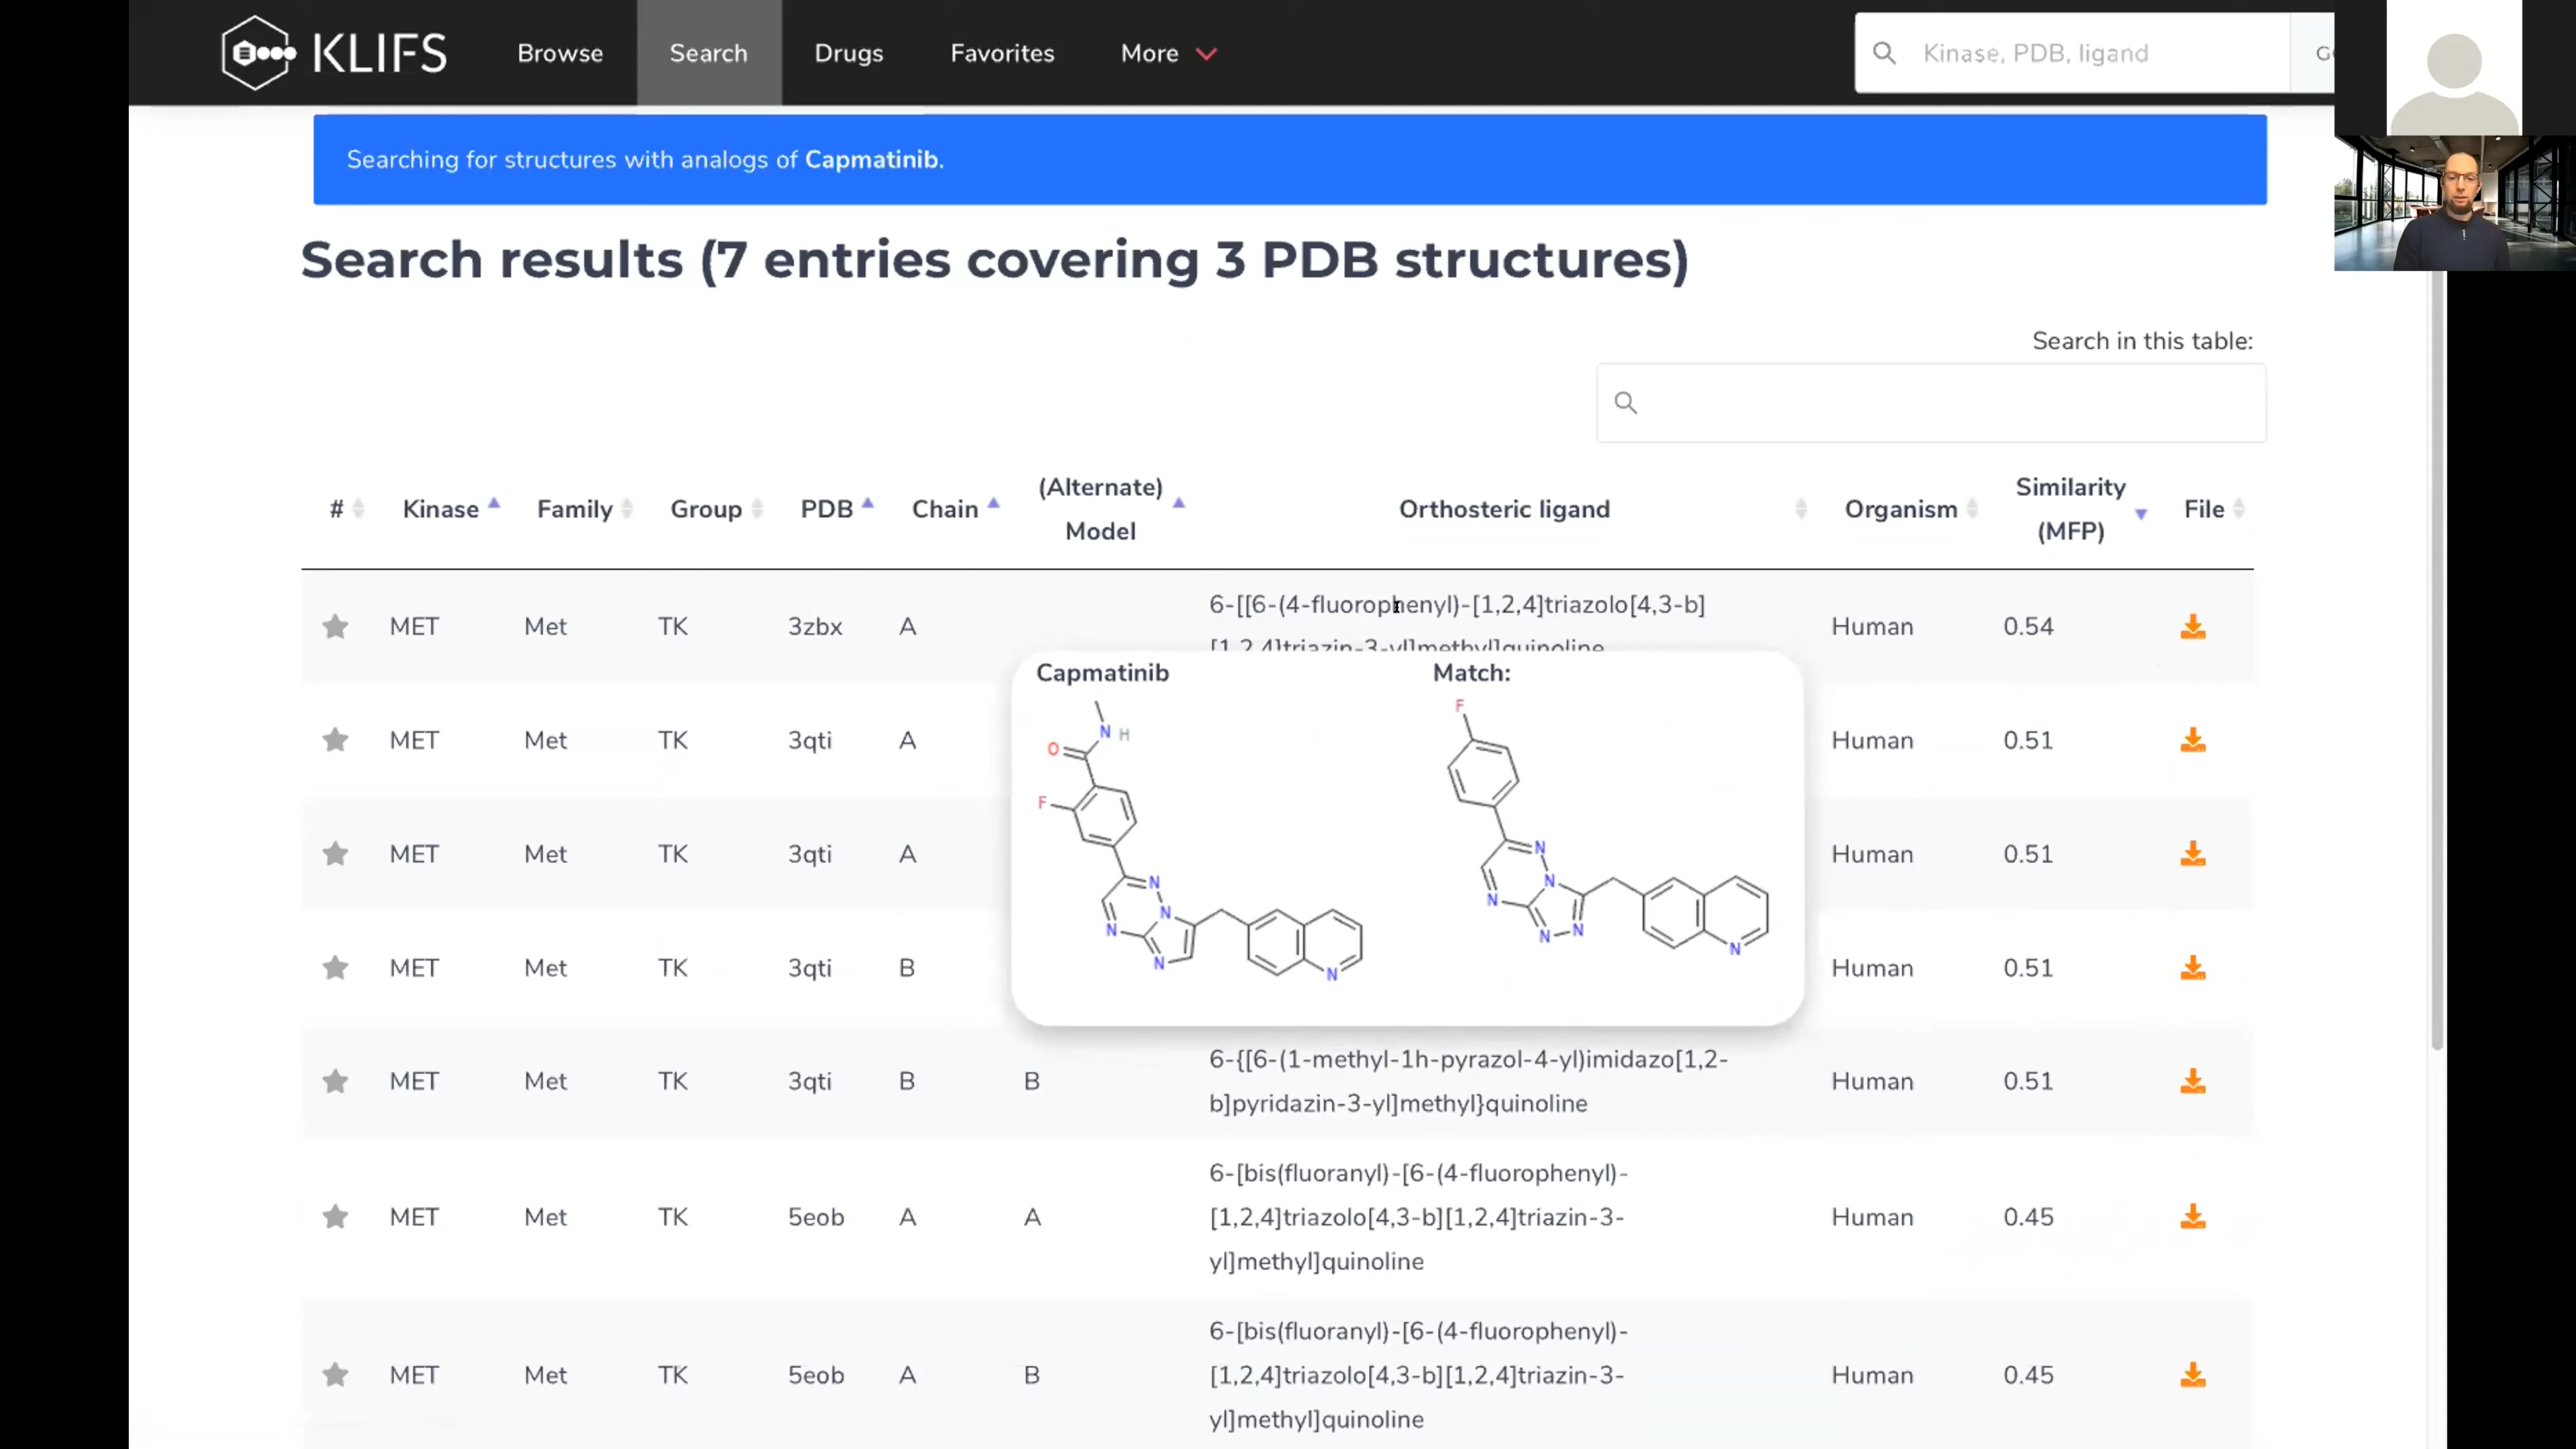 KLIFS
Browse
Search
Drugs
Favorites
More
Kinase, PDB, ligand
Searching for structures with analogs of Capmatinib.
Search results (7 entries covering 3 PDB structures)
Search in this table:
# Kinase Family Group PDB Chain (Alternate) Model Orthosteric ligand Organism Similarity (MFP) File
MET Met TK 3zbx A 6-[[6-(4-fluorophenyl)-[1,2,4]triazolo[4,3-b] Human 0.54
[1,2,4]triazin-3-yl]methyl]quinoline
Capmatinib
Match:
N H
O
F
N
N
N
N
N
F
N
N
N
N
N
N
MET Met TK 3qti A Human 0.51
MET Met TK 3qti A Human 0.51
MET Met TK 3qti B Human 0.51
MET Met TK 3qti B B 6-{[6-(1-methyl-1h-pyrazol-4-yl)imidazo[1,2- Human 0.51
b]pyridazin-3-yl]methyl}quinoline
6-[bis(fluoranyl)-[6-(4-fluorophenyl)-
MET Met TK 5eob A A [1,2,4]triazolo[4,3-b][1,2,4]triazin-3- Human 0.45
yl]methyl]quinoline
6-[bis(fluoranyl)-[6-(4-fluorophenyl)-
MET Met TK 5eob A B [1,2,4]triazolo[4,3-b][1,2,4]triazin-3- Human 0.45
yl]methyl]quinoline